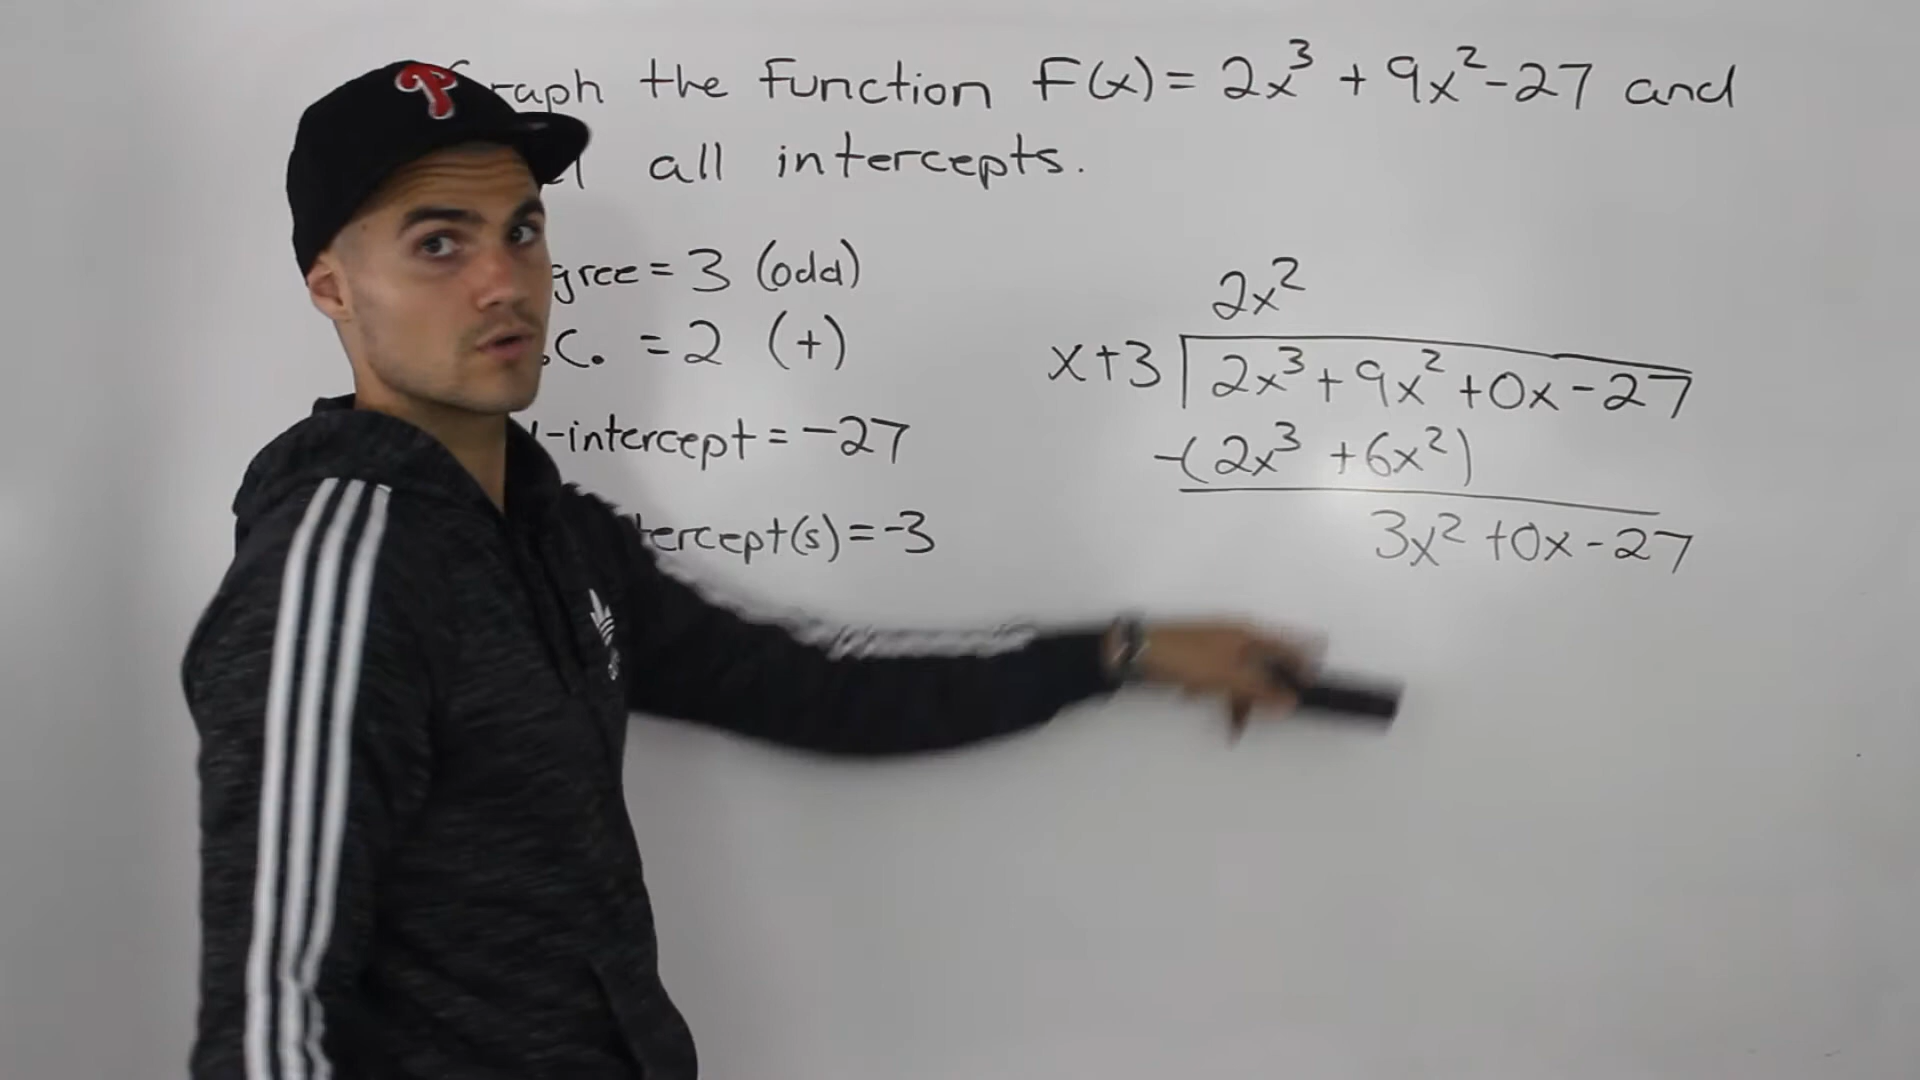 raph the function F(x) = 2x³ + 9x² - 27 and
all intercepts.
gree = 3 (odd)
.C. = 2 (+)
-intercept = -27
tercept(s) = -3
2x²
x+3 2x³ + 9x² + 0x - 27
-(2x³ + 6x²)
3x² + 0x - 27
P